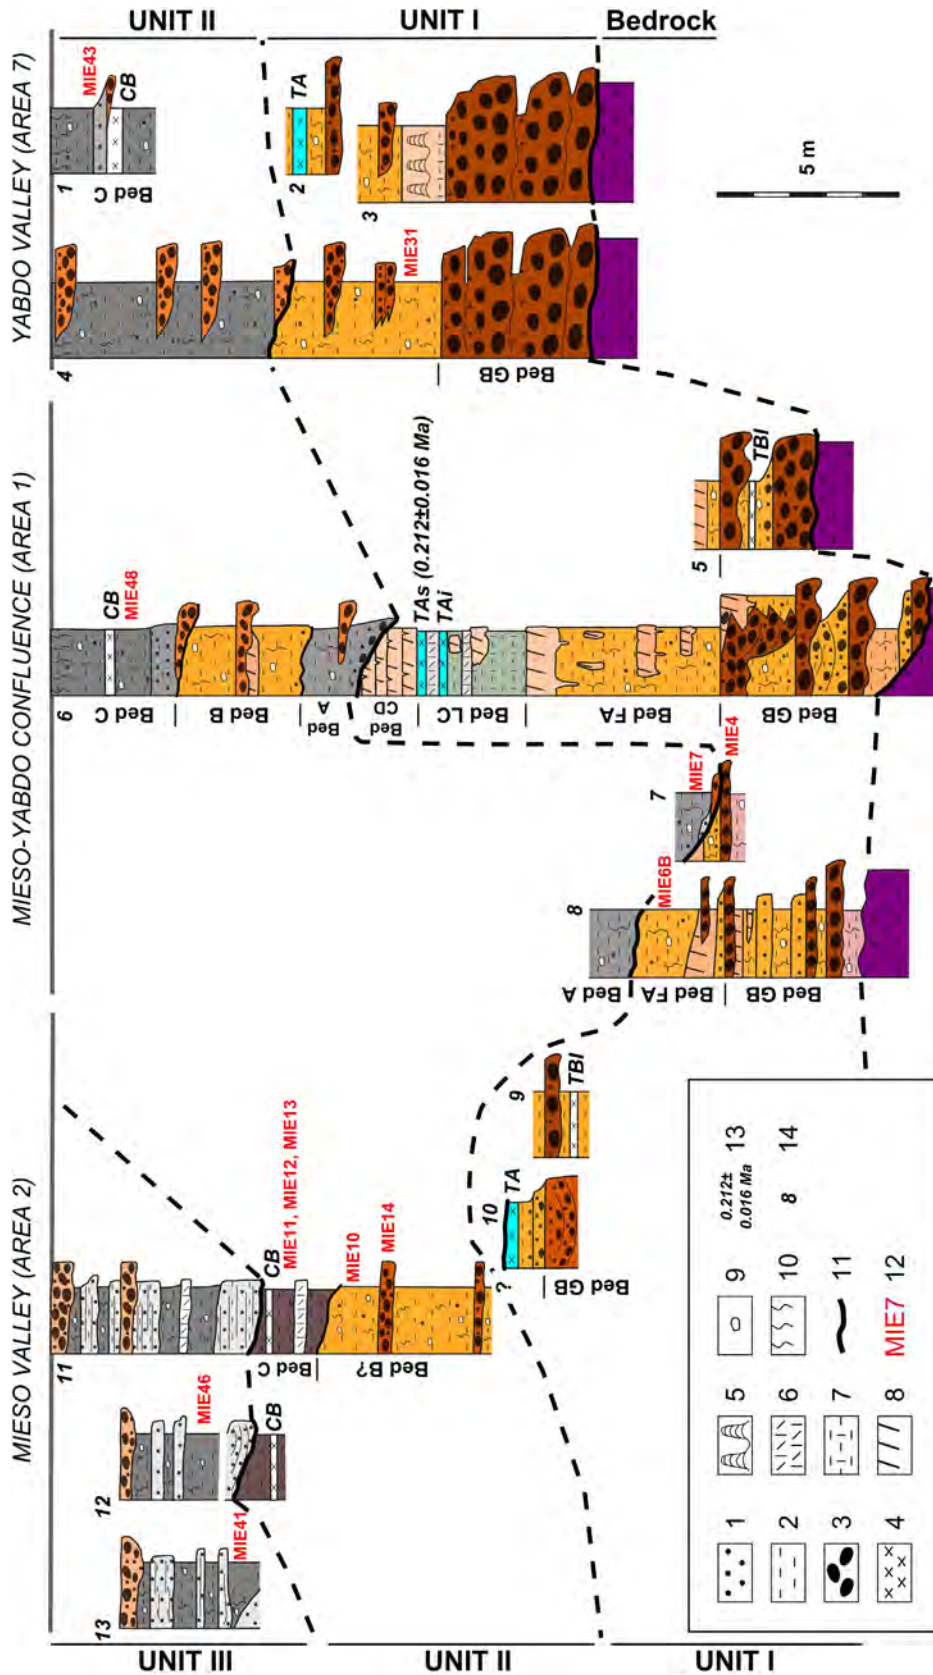 UNIT II
UNIT I
Bedrock
YABDO VALLEY (AREA 7)
MIE43
CB
1
Bed C
TA
2
3
5 m
4
MIE31
Bed GB
MIESO-YABDO CONFLUENCE (AREA 1)
CB
MIE48
6
Bed C
Bed B
Bed
A
Bed
CD
TAs (0.212±0.016 Ma)
TAi
Bed LC
Bed FA
Bed GB
5
TBI
7
MIE7
MIE4
8
MIE6B
Bed A
Bed FA
Bed GB
MIESO VALLEY (AREA 2)
9
TBI
10
TA
?
Bed GB
11
CB
MIE11, MIE12, MIE13
MIE10
MIE14
Bed C
Bed B?
12
MIE46
CB
13
MIE41
UNIT III
UNIT II
UNIT I
1
2
3
4
5
6
7
8
9
10
11
MIE7 12
0.212±
0.016 Ma 13
8 14